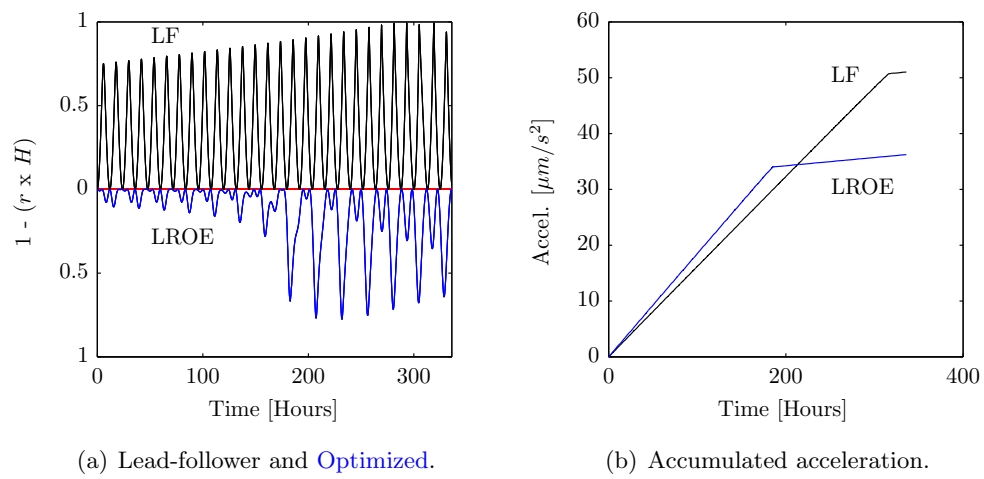 1
0.5
0
0.5
1
1 - (r x H)
LF
LROE
0
100
200
300
Time [Hours]
(a) Lead-follower and Optimized.
60
50
40
30
20
10
0
Accel. [μm/s²]
LF
LROE
0
200
400
Time [Hours]
(b) Accumulated acceleration.